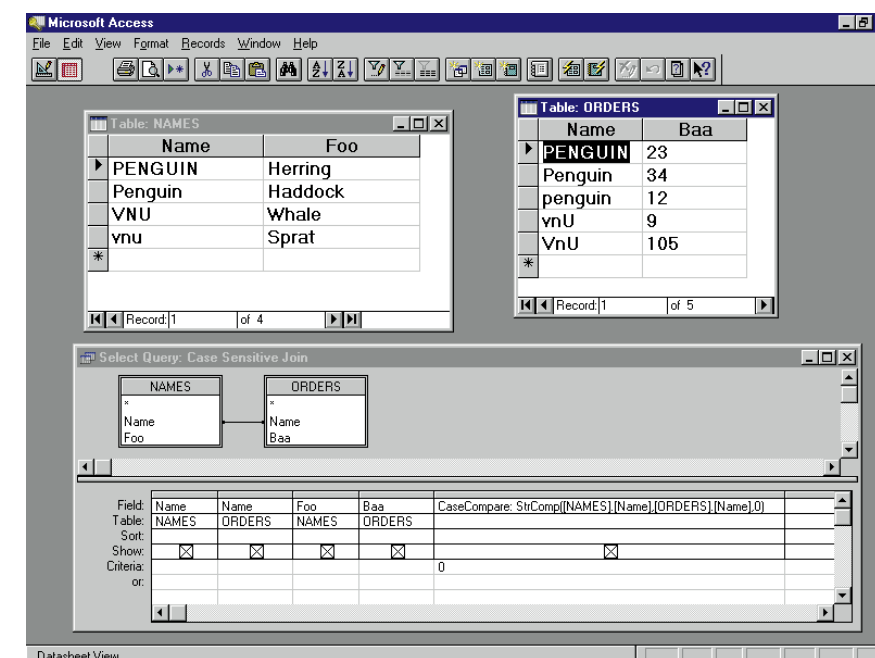 Microsoft Access
File Edit View Format Records Window Help
Table: NAMES
Name Foo
PENGUIN Herring
Penguin Haddock
VNU Whale
vnu Sprat
Record: 1 of 4
Table: ORDERS
Name Baa
PENGUIN 23
Penguin 34
penguin 12
vnU 9
VnU 105
Record: 1 of 5
Select Query: Case Sensitive Join
NAMES
*
Name
Foo
ORDERS
*
Name
Baa
Field: Name Name Foo Baa CaseCompare: StrComp([NAMES].[Name],[ORDERS].[Name],0)
Table: NAMES ORDERS NAMES ORDERS
Sort:
Show:
Criteria: 0
or:
Datasheet View